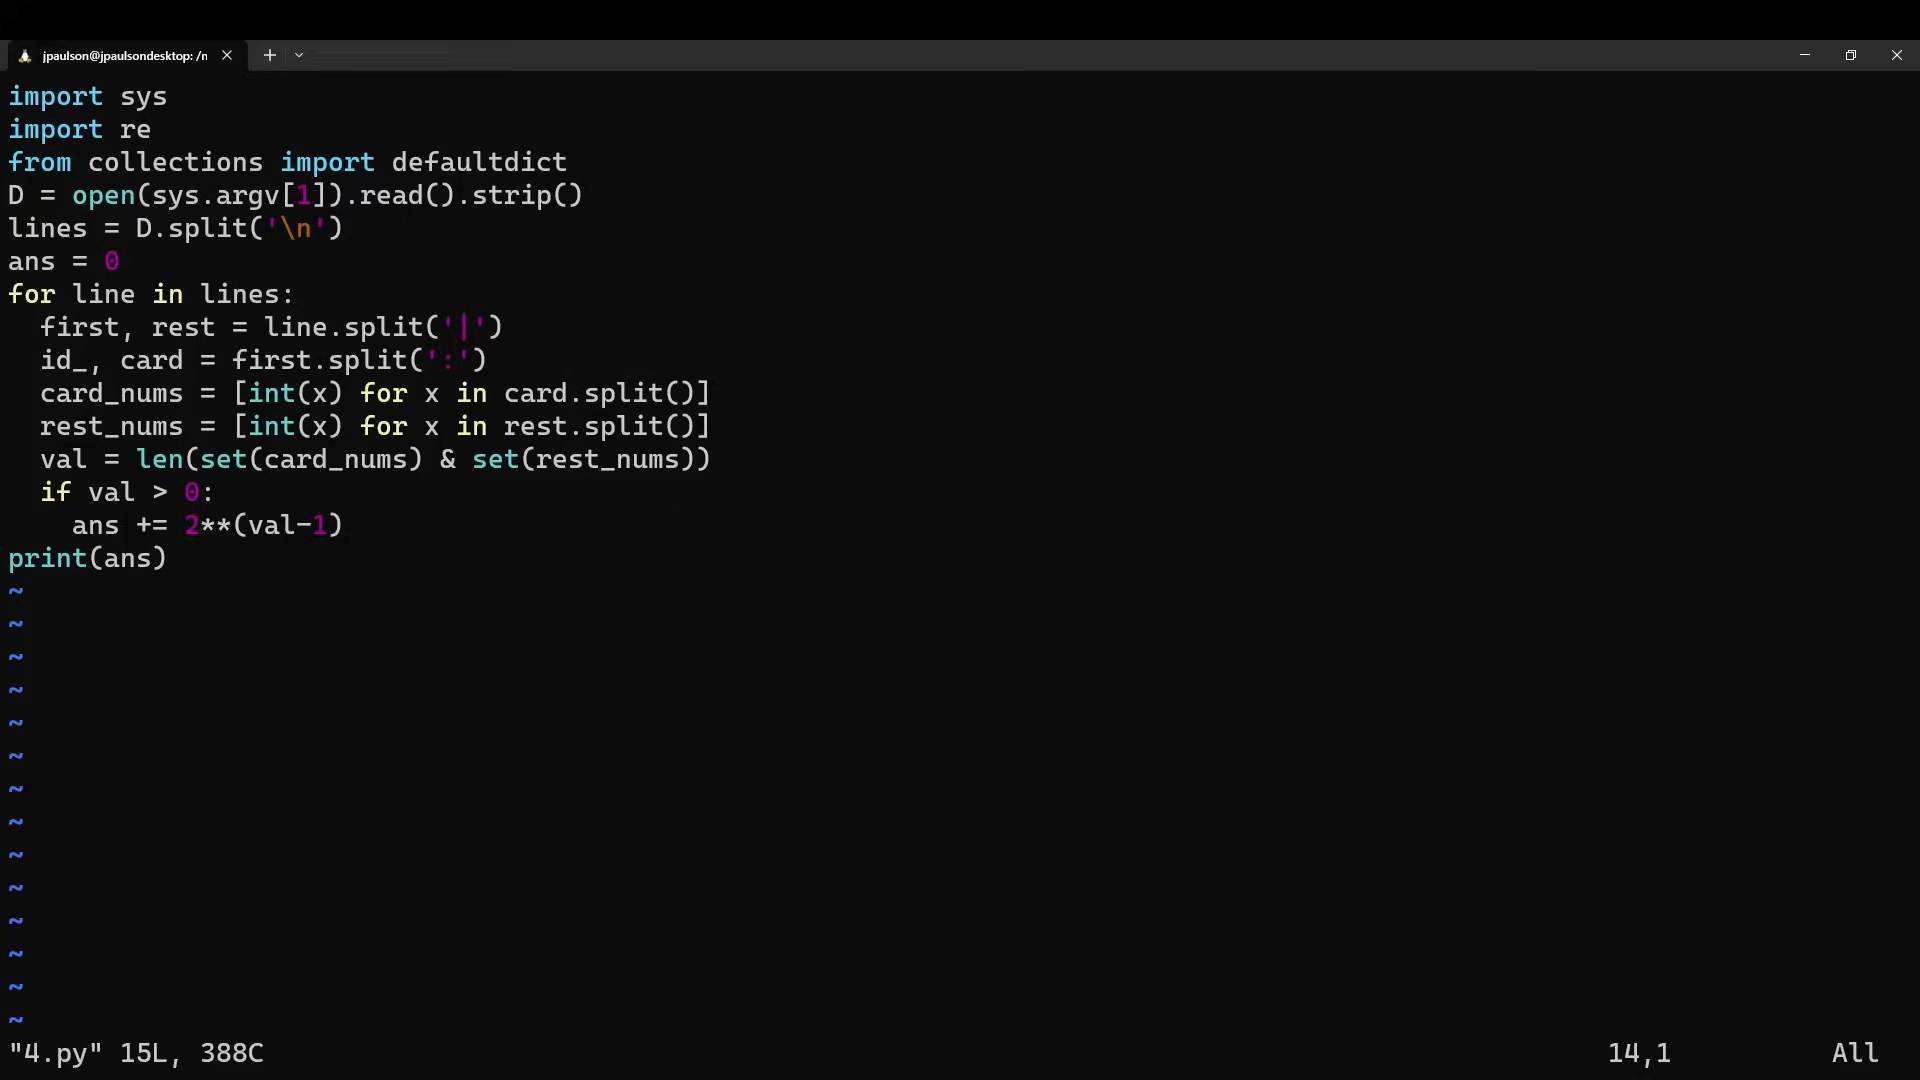 jpaulson@jpaulsondesktop: /n
import sys
import re
from collections import defaultdict
D = open(sys.argv[1]).read().strip()
lines = D.split('\n')
ans = 0
for line in lines:
  first, rest = line.split('|')
  id_, card = first.split(':')
  card_nums = [int(x) for x in card.split()]
  rest_nums = [int(x) for x in rest.split()]
  val = len(set(card_nums) & set(rest_nums))
  if val > 0:
    ans += 2**(val-1)
print(ans)
~
~
~
~
~
~
~
~
~
~
~
~
~
~
"4.py" 15L, 388C 14,1 All